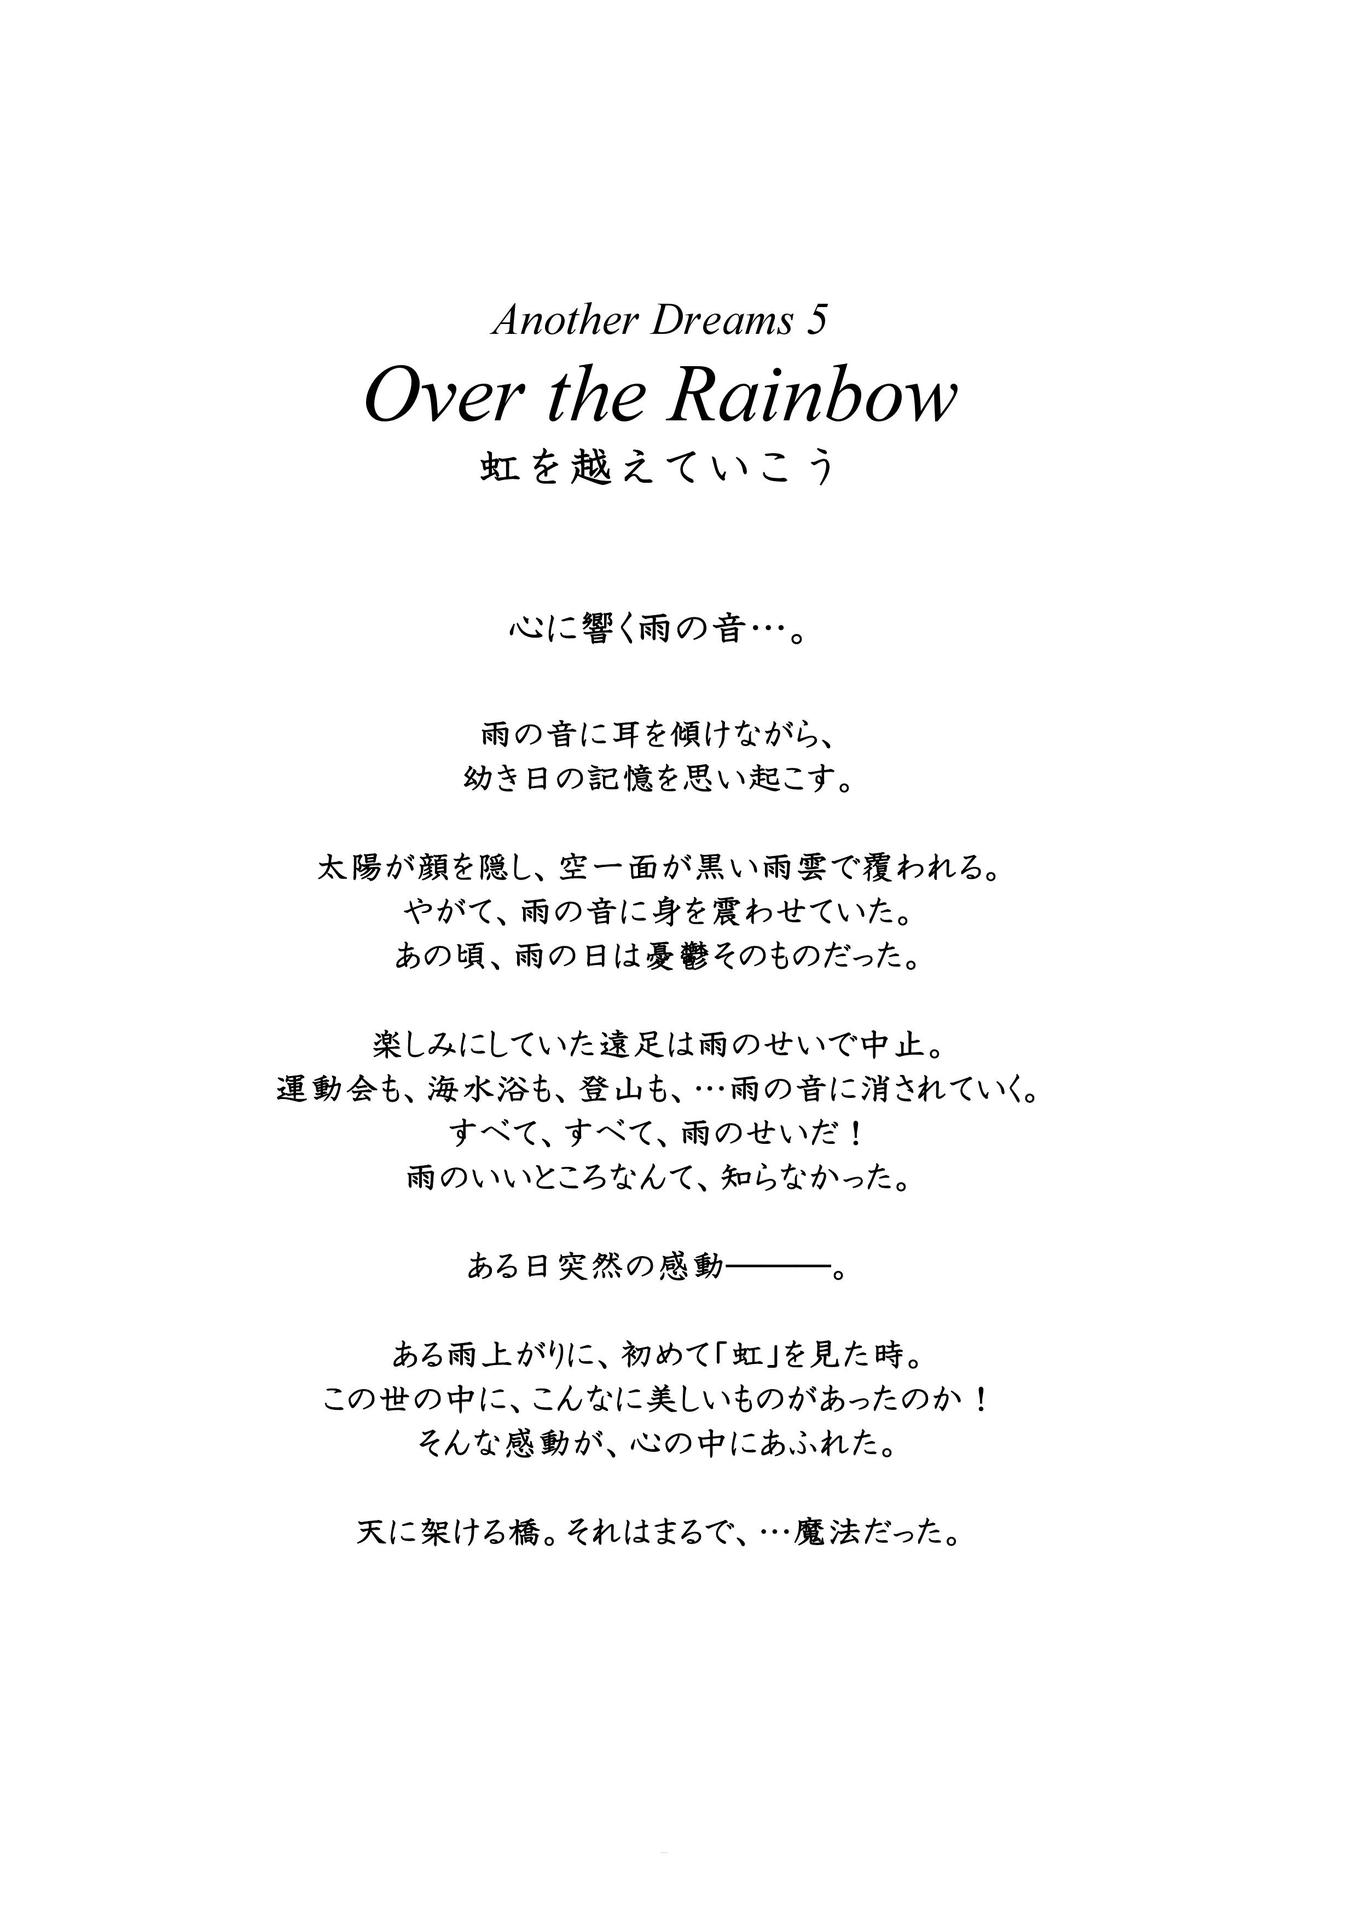 Another Dreams 5
Over the Rainbow
虹を越えていこう
心に響く雨の音…。
雨の音に耳を傾けながら、
幼き日の記憶を思い起こす。
太陽が顔を隠し、空一面が黒い雨雲で覆われる。
やがて、雨の音に身を震わせていた。
あの頃、雨の日は憂鬱そのものだった。
楽しみにしていた遠足は雨のせいで中止。
運動会も、海水浴も、登山も、…雨の音に消されていく。
すべて、すべて、雨のせいだ！
雨のいいところなんて、知らなかった。
ある日突然の感動―――。
ある雨上がりに、初めて「虹」を見た時。
この世の中に、こんなに美しいものがあったのか！
そんな感動が、心の中にあふれた。
天に架ける橋。それはまるで、…魔法だった。